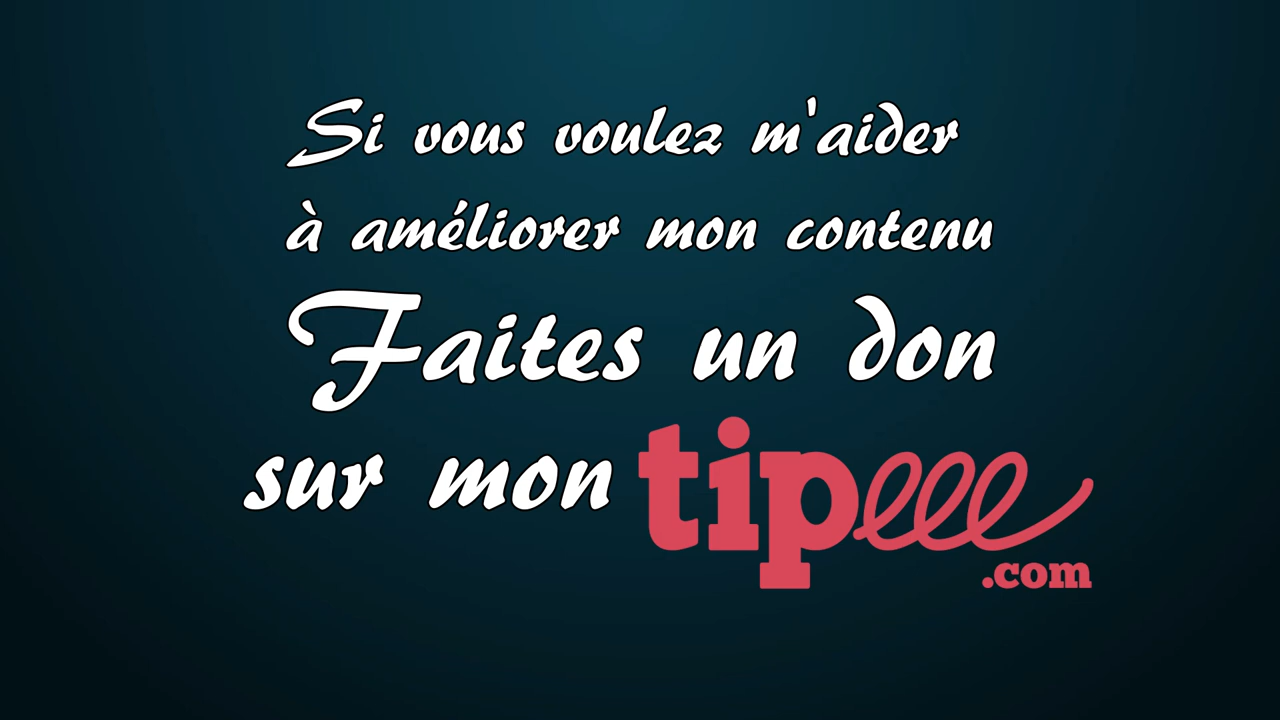 Si vous voulez m'aider
à améliorer mon contenu
Faites un don
sur mon tipeee
.com